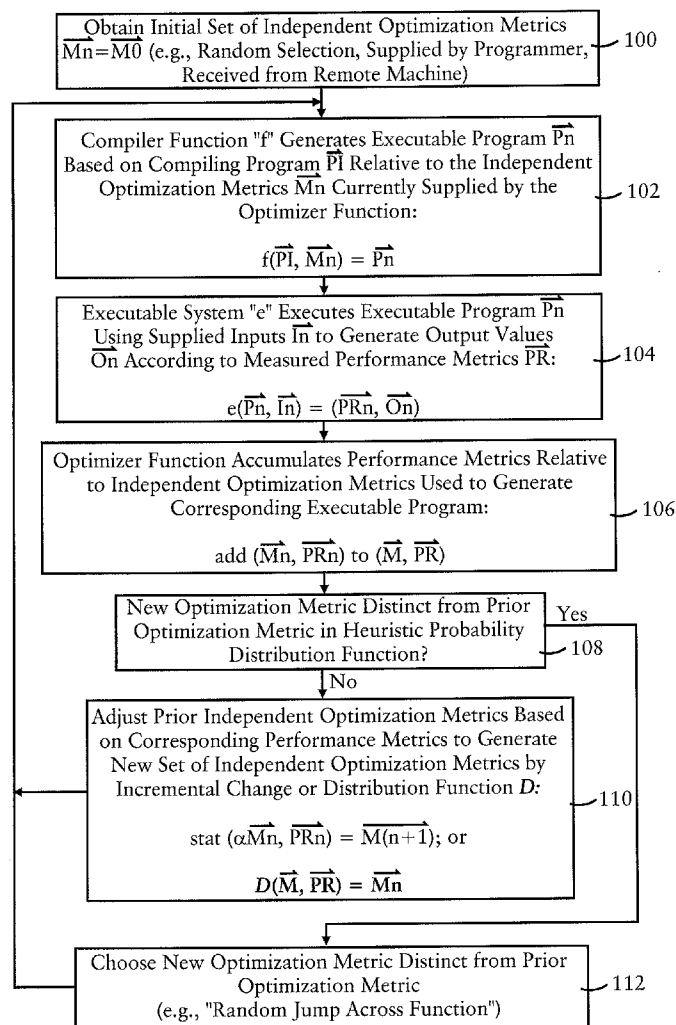 Obtain Initial Set of Independent Optimization Metrics
Mn=M0 (e.g., Random Selection, Supplied by Programmer,
Received from Remote Machine)
100
Compiler Function "f" Generates Executable Program Pn
Based on Compiling Program PI Relative to the Independent
Optimization Metrics Mn Currently Supplied by the
Optimizer Function:
f(PI, Mn) = Pn
102
Executable System "e" Executes Executable Program Pn
Using Supplied Inputs In to Generate Output Values
On According to Measured Performance Metrics PR:
e(Pn, In) = (PRn, On)
104
Optimizer Function Accumulates Performance Metrics Relative
to Independent Optimization Metrics Used to Generate
Corresponding Executable Program:
add (Mn, PRn) to (M, PR)
106
New Optimization Metric Distinct from Prior
Optimization Metric in Heuristic Probability
Distribution Function?
Yes
108
No
Adjust Prior Independent Optimization Metrics Based
on Corresponding Performance Metrics to Generate
New Set of Independent Optimization Metrics by
Incremental Change or Distribution Function D:
stat (αMn, PRn) = M(n+1); or
D(M, PR) = Mn
110
Choose New Optimization Metric Distinct from Prior
Optimization Metric
(e.g., "Random Jump Across Function")
112